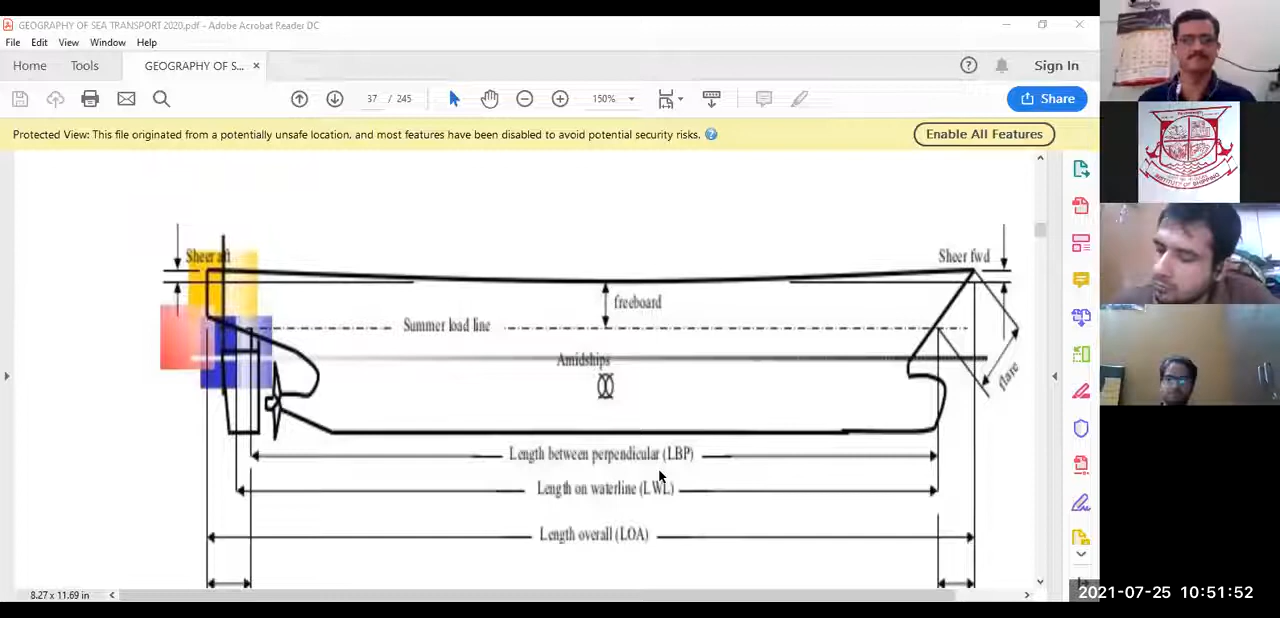 GEOGRAPHY OF SEA TRANSPORT 2020.pdf - Adobe Acrobat Reader DC
File Edit View Window Help
Home Tools GEOGRAPHY OF S... × Sign In
37 / 245 150% Share
Protected View: This file originated from a potentially unsafe location, and most features have been disabled to avoid potential security risks. Enable All Features
Sheer aft Sheer fwd
freeboard
Summer load line
Amidships
flare
Length between perpendicular (LBP)
Length on waterline (LWL)
Length overall (LOA)
8.27 x 11.69 in
2021-07-25 10:51:52
INSTITUTE OF SHIPPING